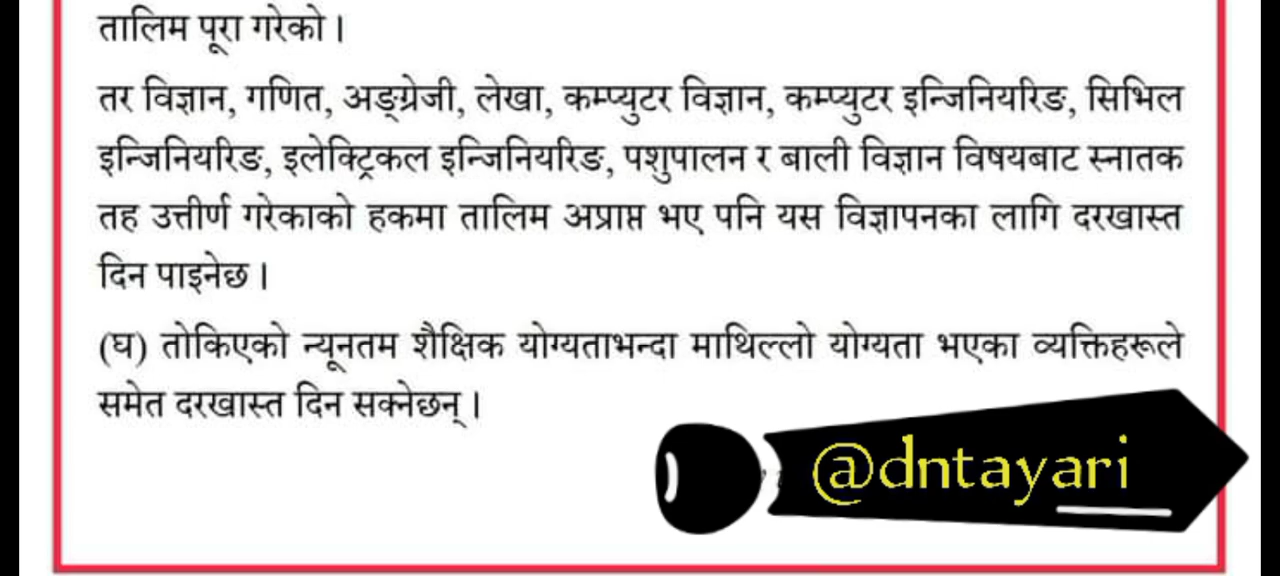 तालिम पूरा गरेको ।
तर विज्ञान, गणित, अङ्ग्रेजी, लेखा, कम्प्युटर विज्ञान, कम्प्युटर इन्जिनियरिङ, सिभिल
इन्जिनियरिङ, इलेक्ट्रिकल इन्जिनियरिङ, पशुपालन र बाली विज्ञान विषयबाट स्नातक
तह उत्तीर्ण गरेकाको हकमा तालिम अप्राप्त भए पनि यस विज्ञापनका लागि दरखास्त
दिन पाइनेछ ।
(घ) तोकिएको न्यूनतम शैक्षिक योग्यताभन्दा माथिल्लो योग्यता भएका व्यक्तिहरूले
समेत दरखास्त दिन सक्नेछन् ।
@dntayari